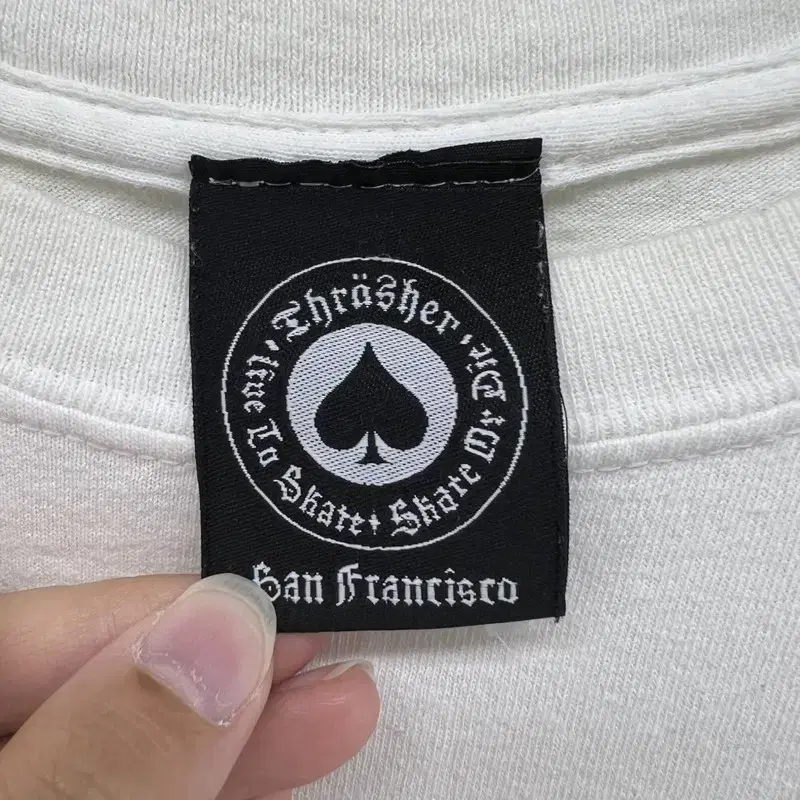 Thräsher
Live To Skate + Skate Or Die
San Francisco